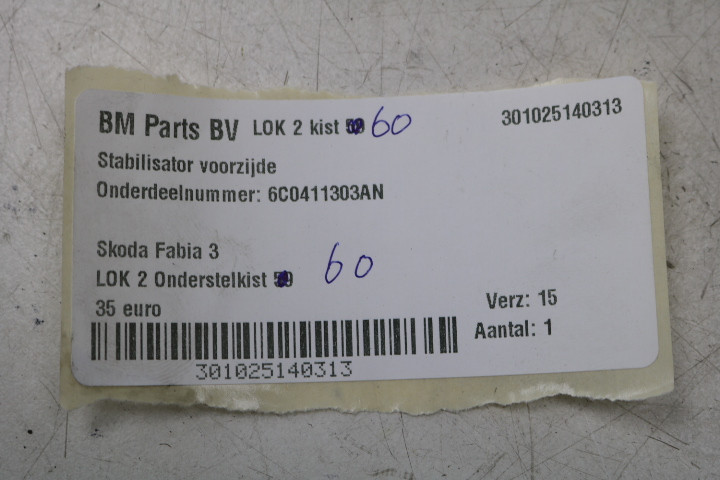 BM Parts BV LOK 2 kist 60 301025140313
Stabilisator voorzijde
Onderdeelnummer: 6C0411303AN
Skoda Fabia 3
LOK 2 Onderstelkist 60
35 euro Verz: 15
Aantal: 1
301025140313